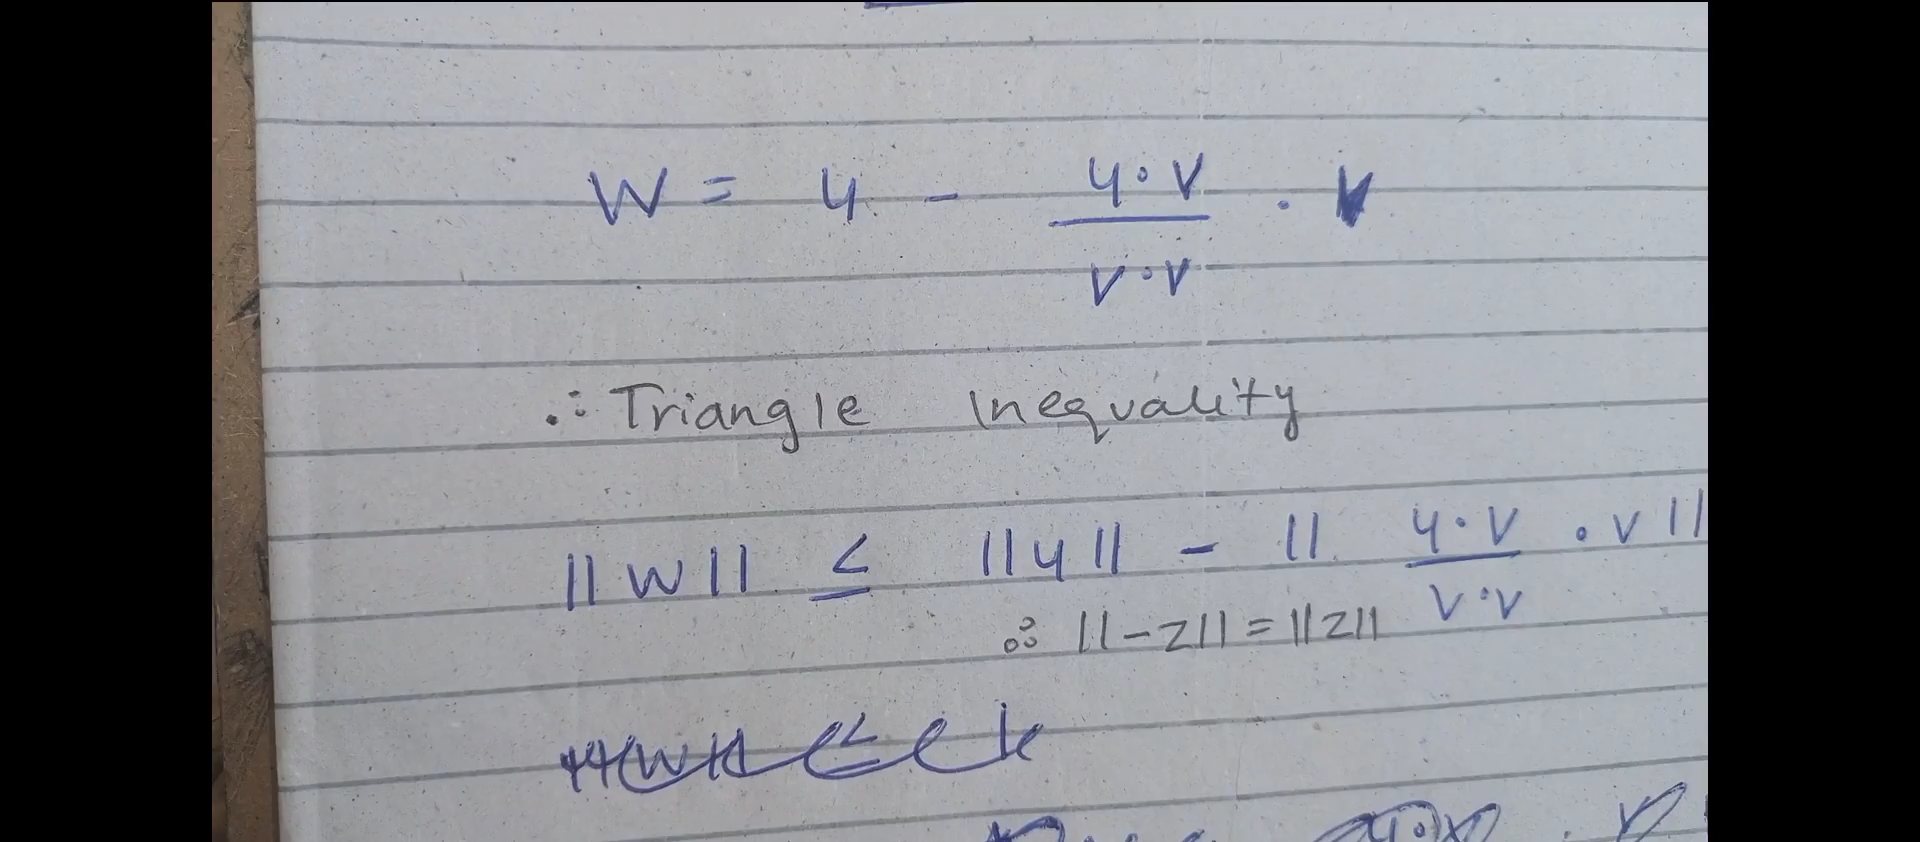 W = u - u·v / v·v · v
∴ Triangle Inequality
||w|| ≤ ||u|| - || u·v / v·v · v ||
∴ ||-z|| = ||z||